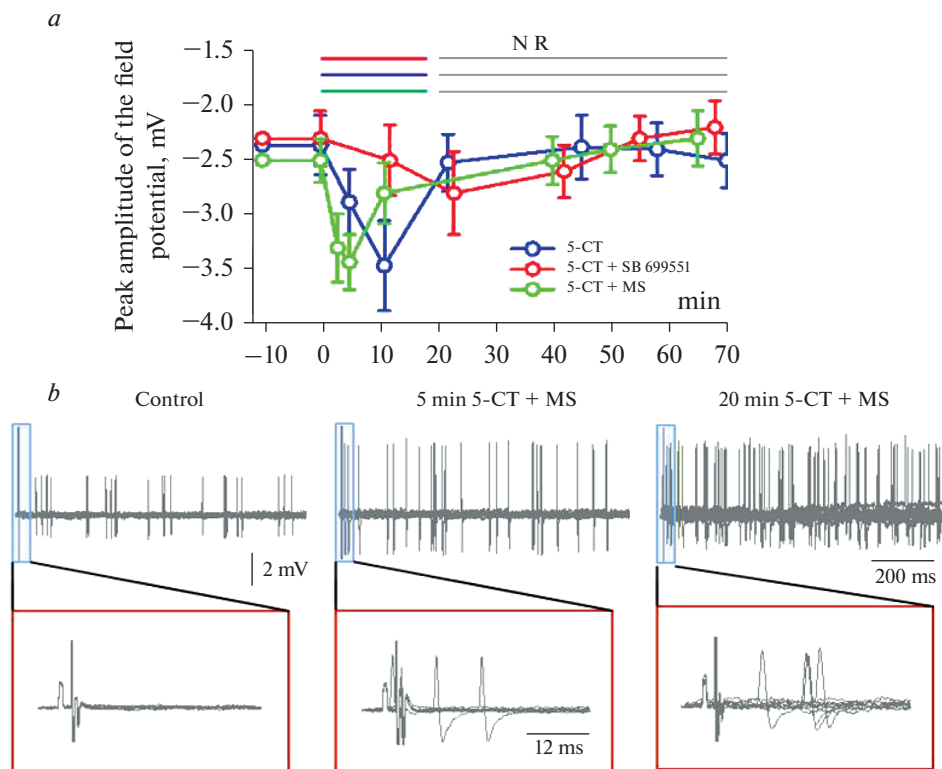 a
N R
Peak amplitude of the field
potential, mV
−1.5
−2.0
−2.5
−3.0
−3.5
−4.0
5-CT
5-CT + SB 699551
5-CT + MS
min
−10 0 10 20 30 40 50 60 70
b
Control
5 min 5-CT + MS
20 min 5-CT + MS
2 mV
200 ms
12 ms